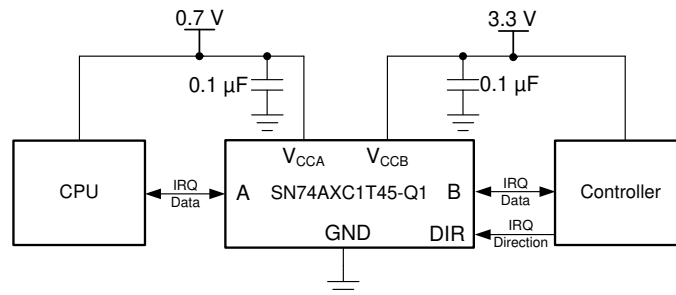 0.7 V
3.3 V
0.1 µF
0.1 µF
VCCA
VCCB
CPU
IRQ
Data
A
SN74AXC1T45-Q1
B
IRQ
Data
Controller
GND
DIR
IRQ
Direction